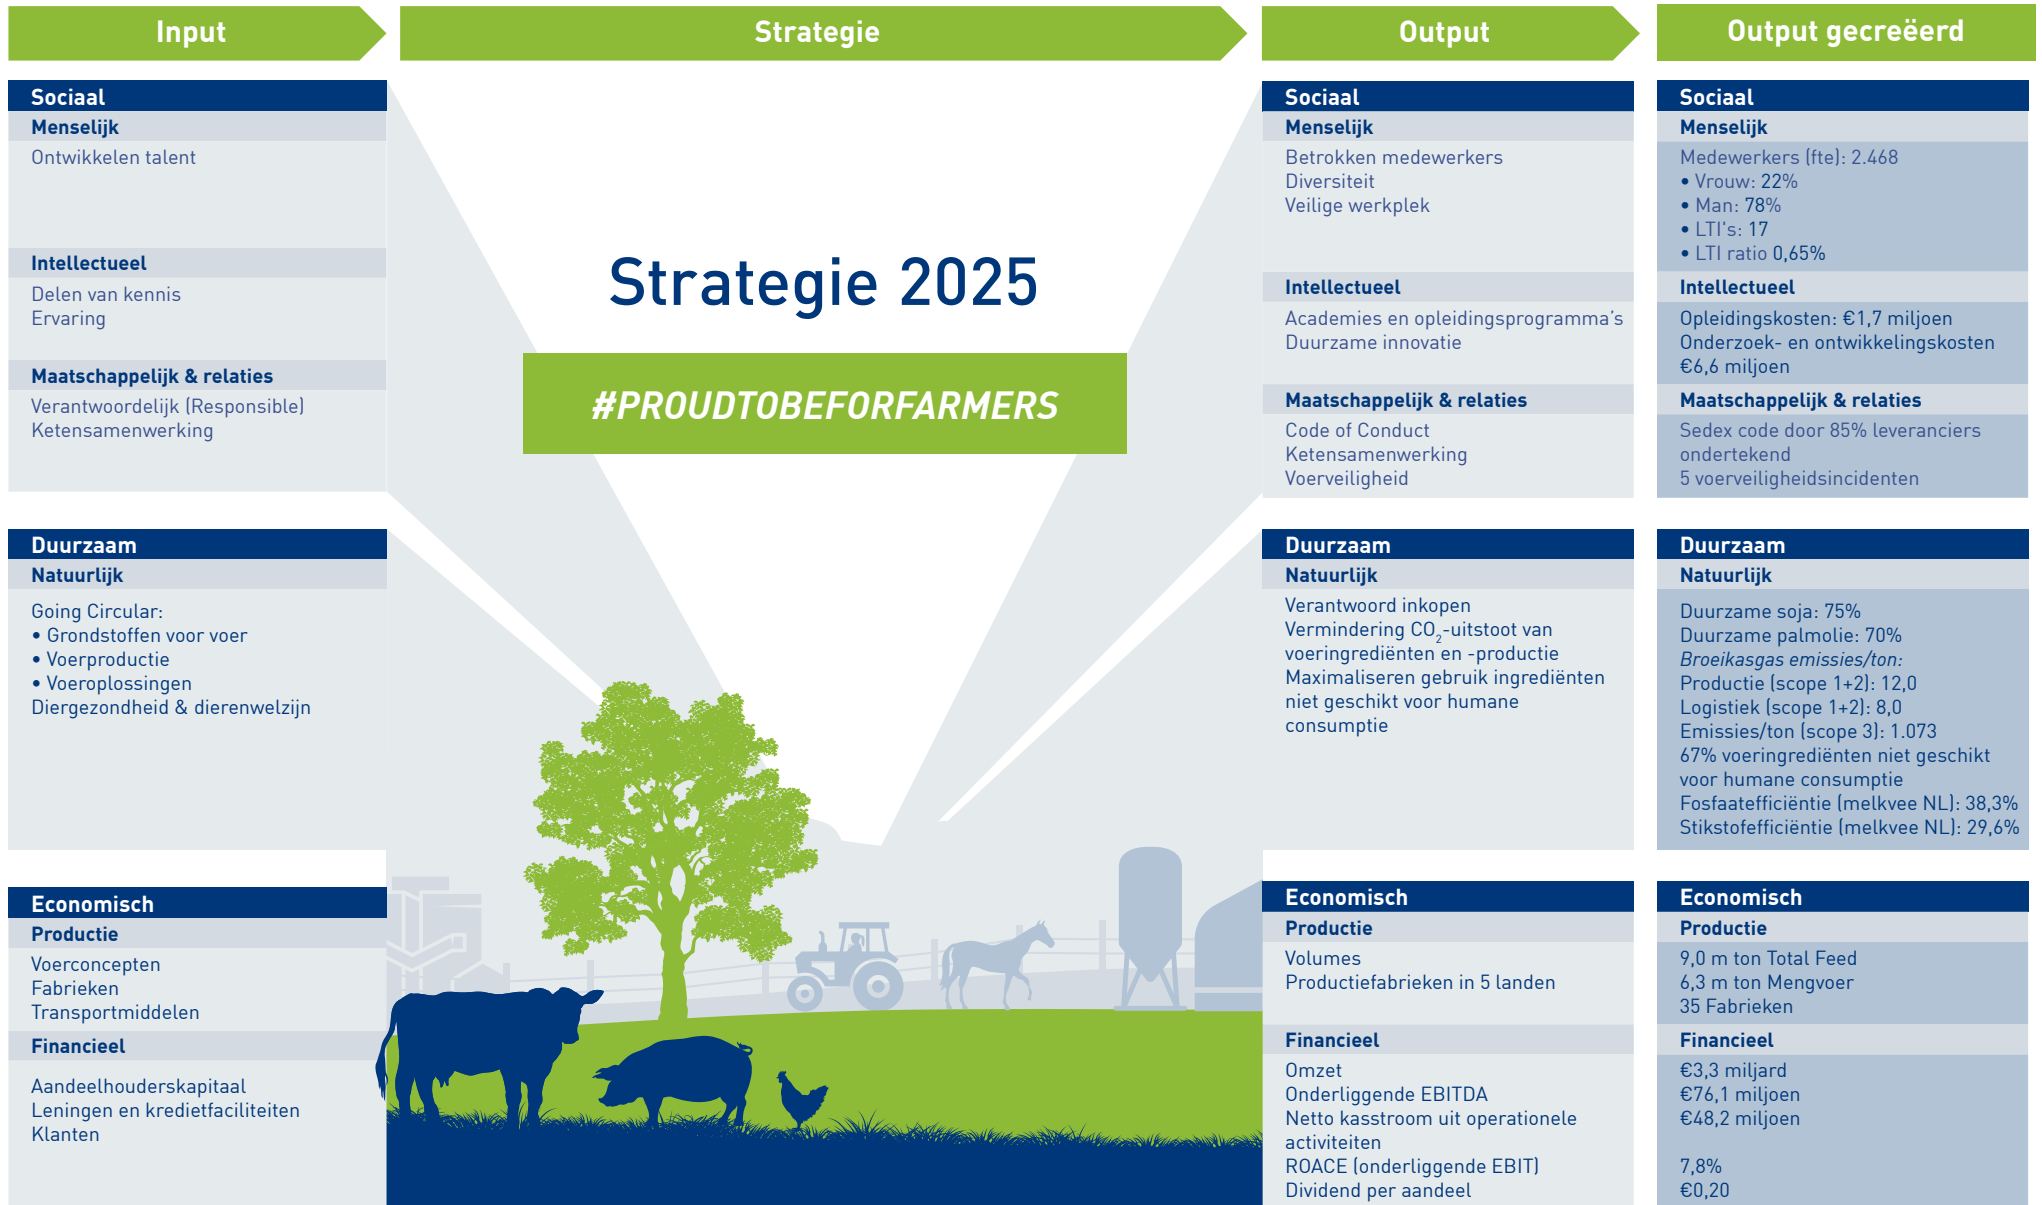 Input
Strategie
Output
Output gecreëerd
Sociaal
Menselijk
Ontwikkelen talent
Intellectueel
Delen van kennis
Ervaring
Maatschappelijk & relaties
Verantwoordelijk (Responsible)
Ketensamenwerking
Duurzaam
Natuurlijk
Going Circular:
• Grondstoffen voor voer
• Voerproductie
• Voeroplossingen
Diergezondheid & dierenwelzijn
Economisch
Productie
Voerconcepten
Fabrieken
Transportmiddelen
Financieel
Aandeelhouderskapitaal
Leningen en kredietfaciliteiten
Klanten
Strategie 2025
#PROUDTOBEFORFARMERS
Sociaal
Menselijk
Betrokken medewerkers
Diversiteit
Veilige werkplek
Intellectueel
Academies en opleidingsprogramma's
Duurzame innovatie
Maatschappelijk & relaties
Code of Conduct
Ketensamenwerking
Voerveiligheid
Duurzaam
Natuurlijk
Verantwoord inkopen
Vermindering CO₂-uitstoot van
voeringrediënten en -productie
Maximaliseren gebruik ingrediënten
niet geschikt voor humane
consumptie
Economisch
Productie
Volumes
Productiefabrieken in 5 landen
Financieel
Omzet
Onderliggende EBITDA
Netto kasstroom uit operationele
activiteiten
ROACE (onderliggende EBIT)
Dividend per aandeel
Sociaal
Menselijk
Medewerkers (fte): 2.468
• Vrouw: 22%
• Man: 78%
• LTI's: 17
• LTI ratio 0,65%
Intellectueel
Opleidingskosten: €1,7 miljoen
Onderzoek- en ontwikkelingskosten
€6,6 miljoen
Maatschappelijk & relaties
Sedex code door 85% leveranciers
ondertekend
5 voerveiligheidsincidenten
Duurzaam
Natuurlijk
Duurzame soja: 75%
Duurzame palmolie: 70%
Broeikasgas emissies/ton:
Productie (scope 1+2): 12,0
Logistiek (scope 1+2): 8,0
Emissies/ton (scope 3): 1.073
67% voeringrediënten niet geschikt
voor humane consumptie
Fosfaatefficiëntie (melkvee NL): 38,3%
Stikstofefficiëntie (melkvee NL): 29,6%
Economisch
Productie
9,0 m ton Total Feed
6,3 m ton Mengvoer
35 Fabrieken
Financieel
€3,3 miljard
€76,1 miljoen
€48,2 miljoen
7,8%
€0,20